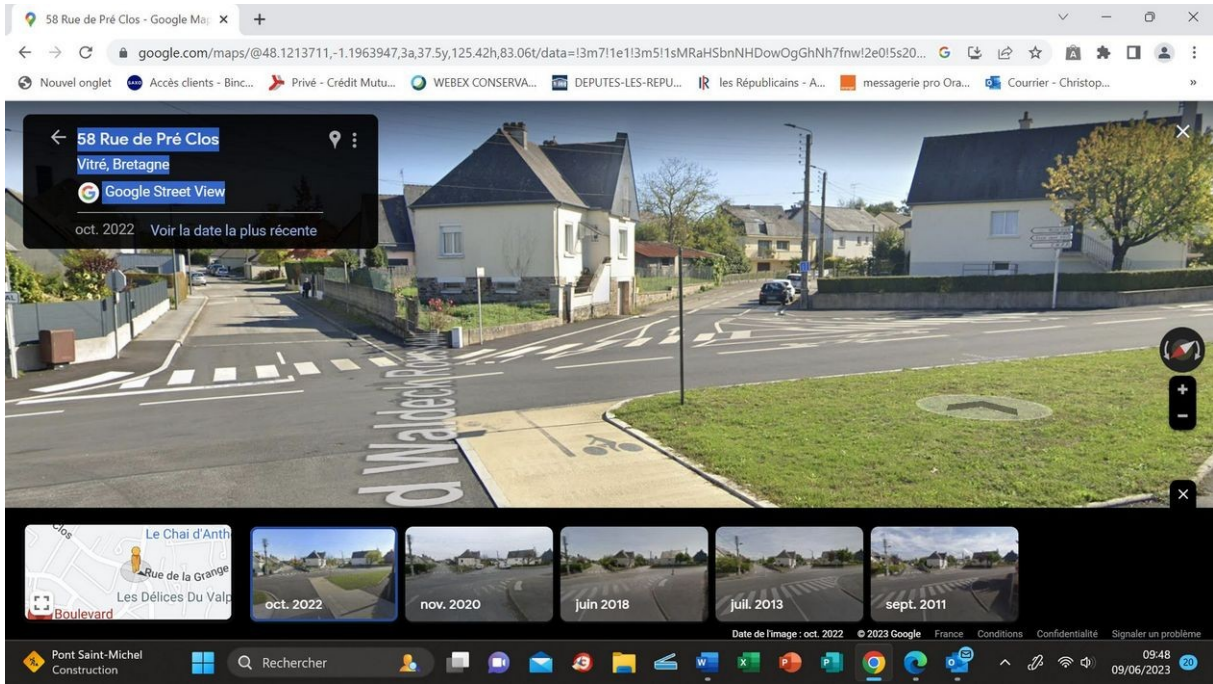 58 Rue de Pré Clos - Google Map
google.com/maps/@48.1213711,-1.1963947,3a,37.5y,125.42h,83.06t/data=!3m7!1e1!3m5!1sMRaHSbnNHDowOgGhNh7fnw!2e0!5s20...
Nouvel onglet
Accès clients - Binc...
Privé - Crédit Mutu...
WEBEX CONSERVA...
DEPUTES-LES-REPU...
les Républicains - A...
messagerie pro Ora...
Courrier - Christop...
»
58 Rue de Pré Clos
Vitré, Bretagne
Google Street View
oct. 2022 Voir la date la plus récente
d Waldeck
Le Chai d'Anth
Rue de la Grange
Les Délices Du Valp
Boulevard
oct. 2022
nov. 2020
juin 2018
juil. 2013
sept. 2011
Date de l'image : oct. 2022 © 2023 Google France Conditions Confidentialité Signaler un problème
Pont Saint-Michel
Construction
Rechercher
09:48
09/06/2023
20